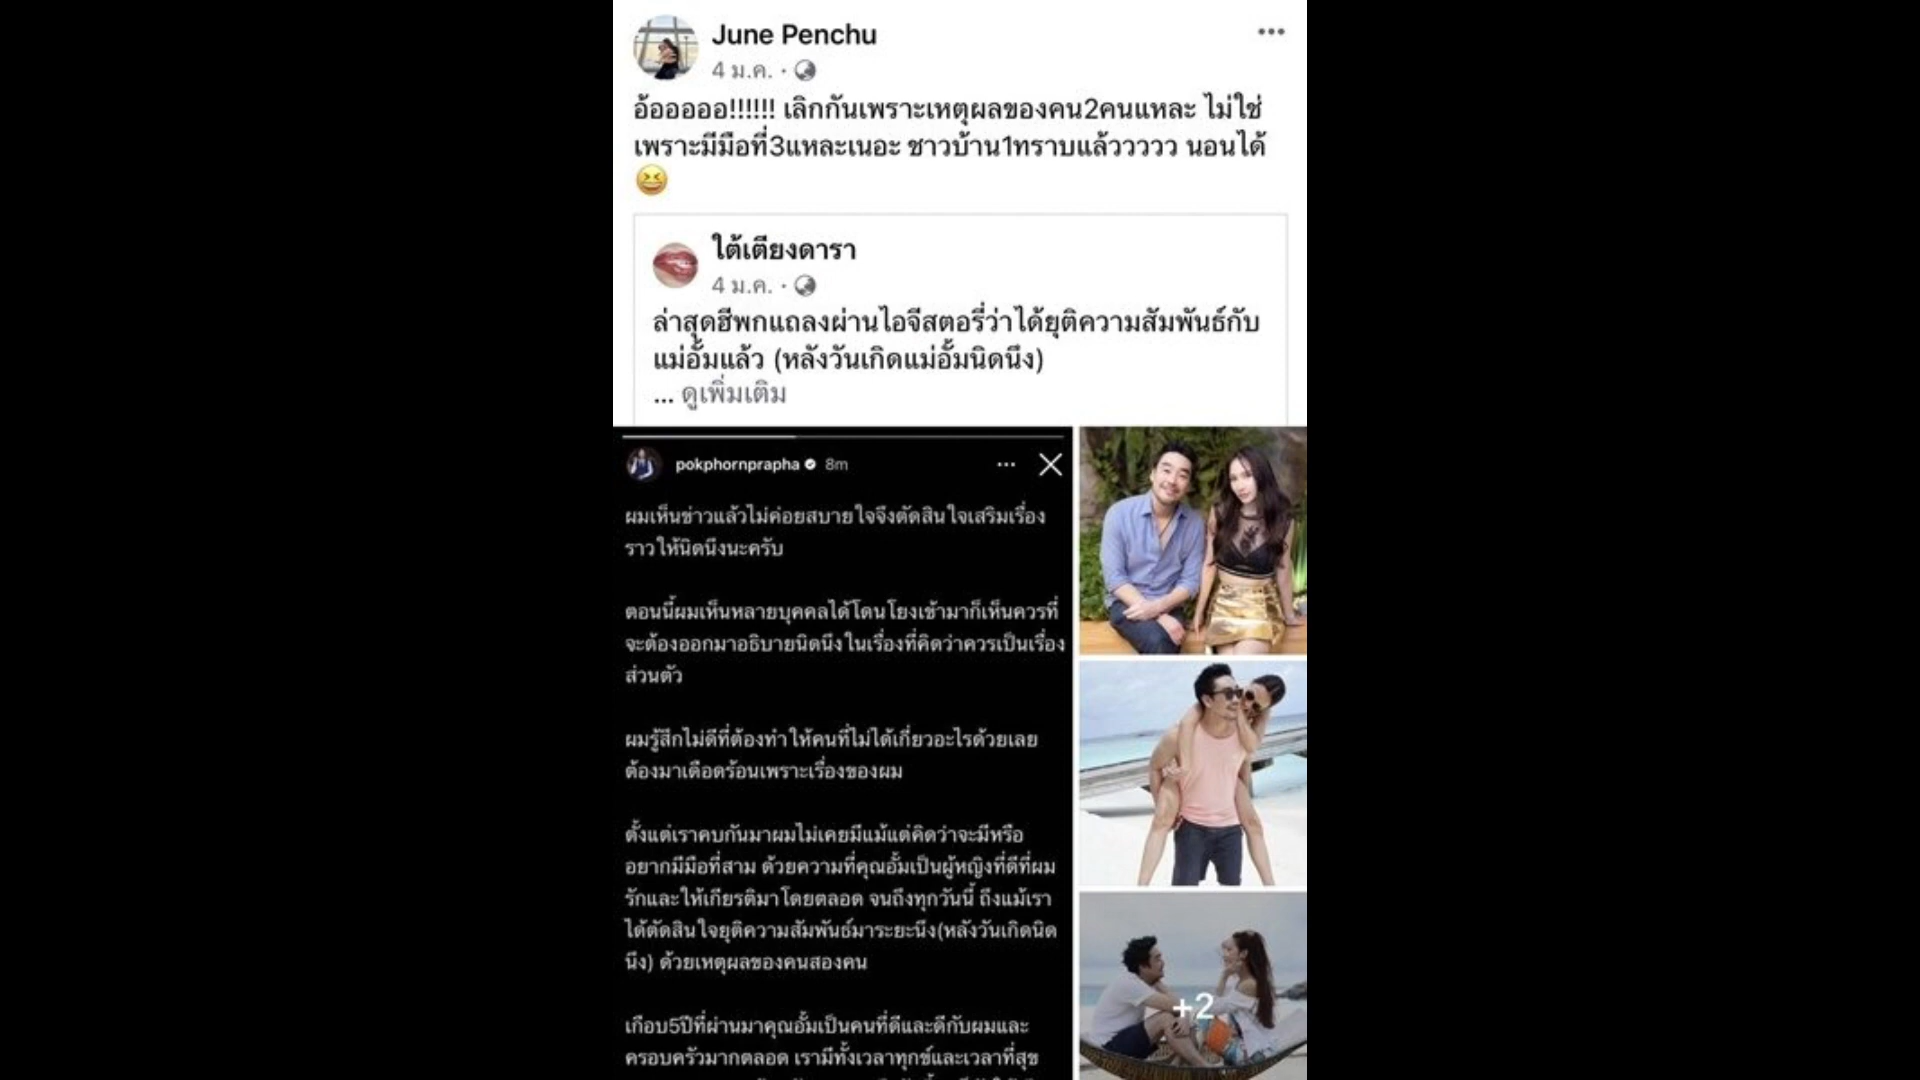 June Penchu
4 ม.ค. ·
อ้อออออ!!!!!! เลิกกันเพราะเหตุผลของคน2คนแหละ ไม่ใช่
เพราะมีมือที่3แหละเนอะ ชาวบ้าน1ทราบแล้ววววว นอนได้
😆
ใต้เตียงดารา
4 ม.ค. ·
ล่าสุดฮีพกแถลงผ่านไอจีสตอรี่ว่าได้ยุติความสัมพันธ์กับ
แม่อั้มแล้ว (หลังวันเกิดแม่อั้มนิดนึง)
... ดูเพิ่มเติม
pokphornprapha 8m
ผมเห็นข่าวแล้วไม่ค่อยสบายใจจึงตัดสินใจเสริมเรื่อง
ราวให้นิดนึงนะครับ
ตอนนี้ผมเห็นหลายบุคคลได้โดนโยงเข้ามาก็เห็นควรที่
จะต้องออกมาอธิบายนิดนึงในเรื่องที่คิดว่าควรเป็นเรื่อง
ส่วนตัว
ผมรู้สึกไม่ดีที่ต้องทำให้คนที่ไม่ได้เกี่ยวอะไรด้วยเลย
ต้องมาเดือดร้อนเพราะเรื่องของผม
ตั้งแต่เราคบกันมาผมไม่เคยมีแม้แต่คิดว่าจะมีหรือ
อยากมีมือที่สาม ด้วยความที่คุณอั้มเป็นผู้หญิงที่ดีที่ผม
รักและให้เกียรติมาโดยตลอด จนถึงทุกวันนี้ ถึงแม้เรา
ได้ตัดสินใจยุติความสัมพันธ์มาระยะนึง(หลังวันเกิดนิด
นึง) ด้วยเหตุผลของคนสองคน
เกือบ5ปีที่ผ่านมาคุณอั้มเป็นคนที่ดีและดีกับผมและ
ครอบครัวมากตลอด เรามีทั้งเวลาทุกข์และเวลาที่สุข
+2